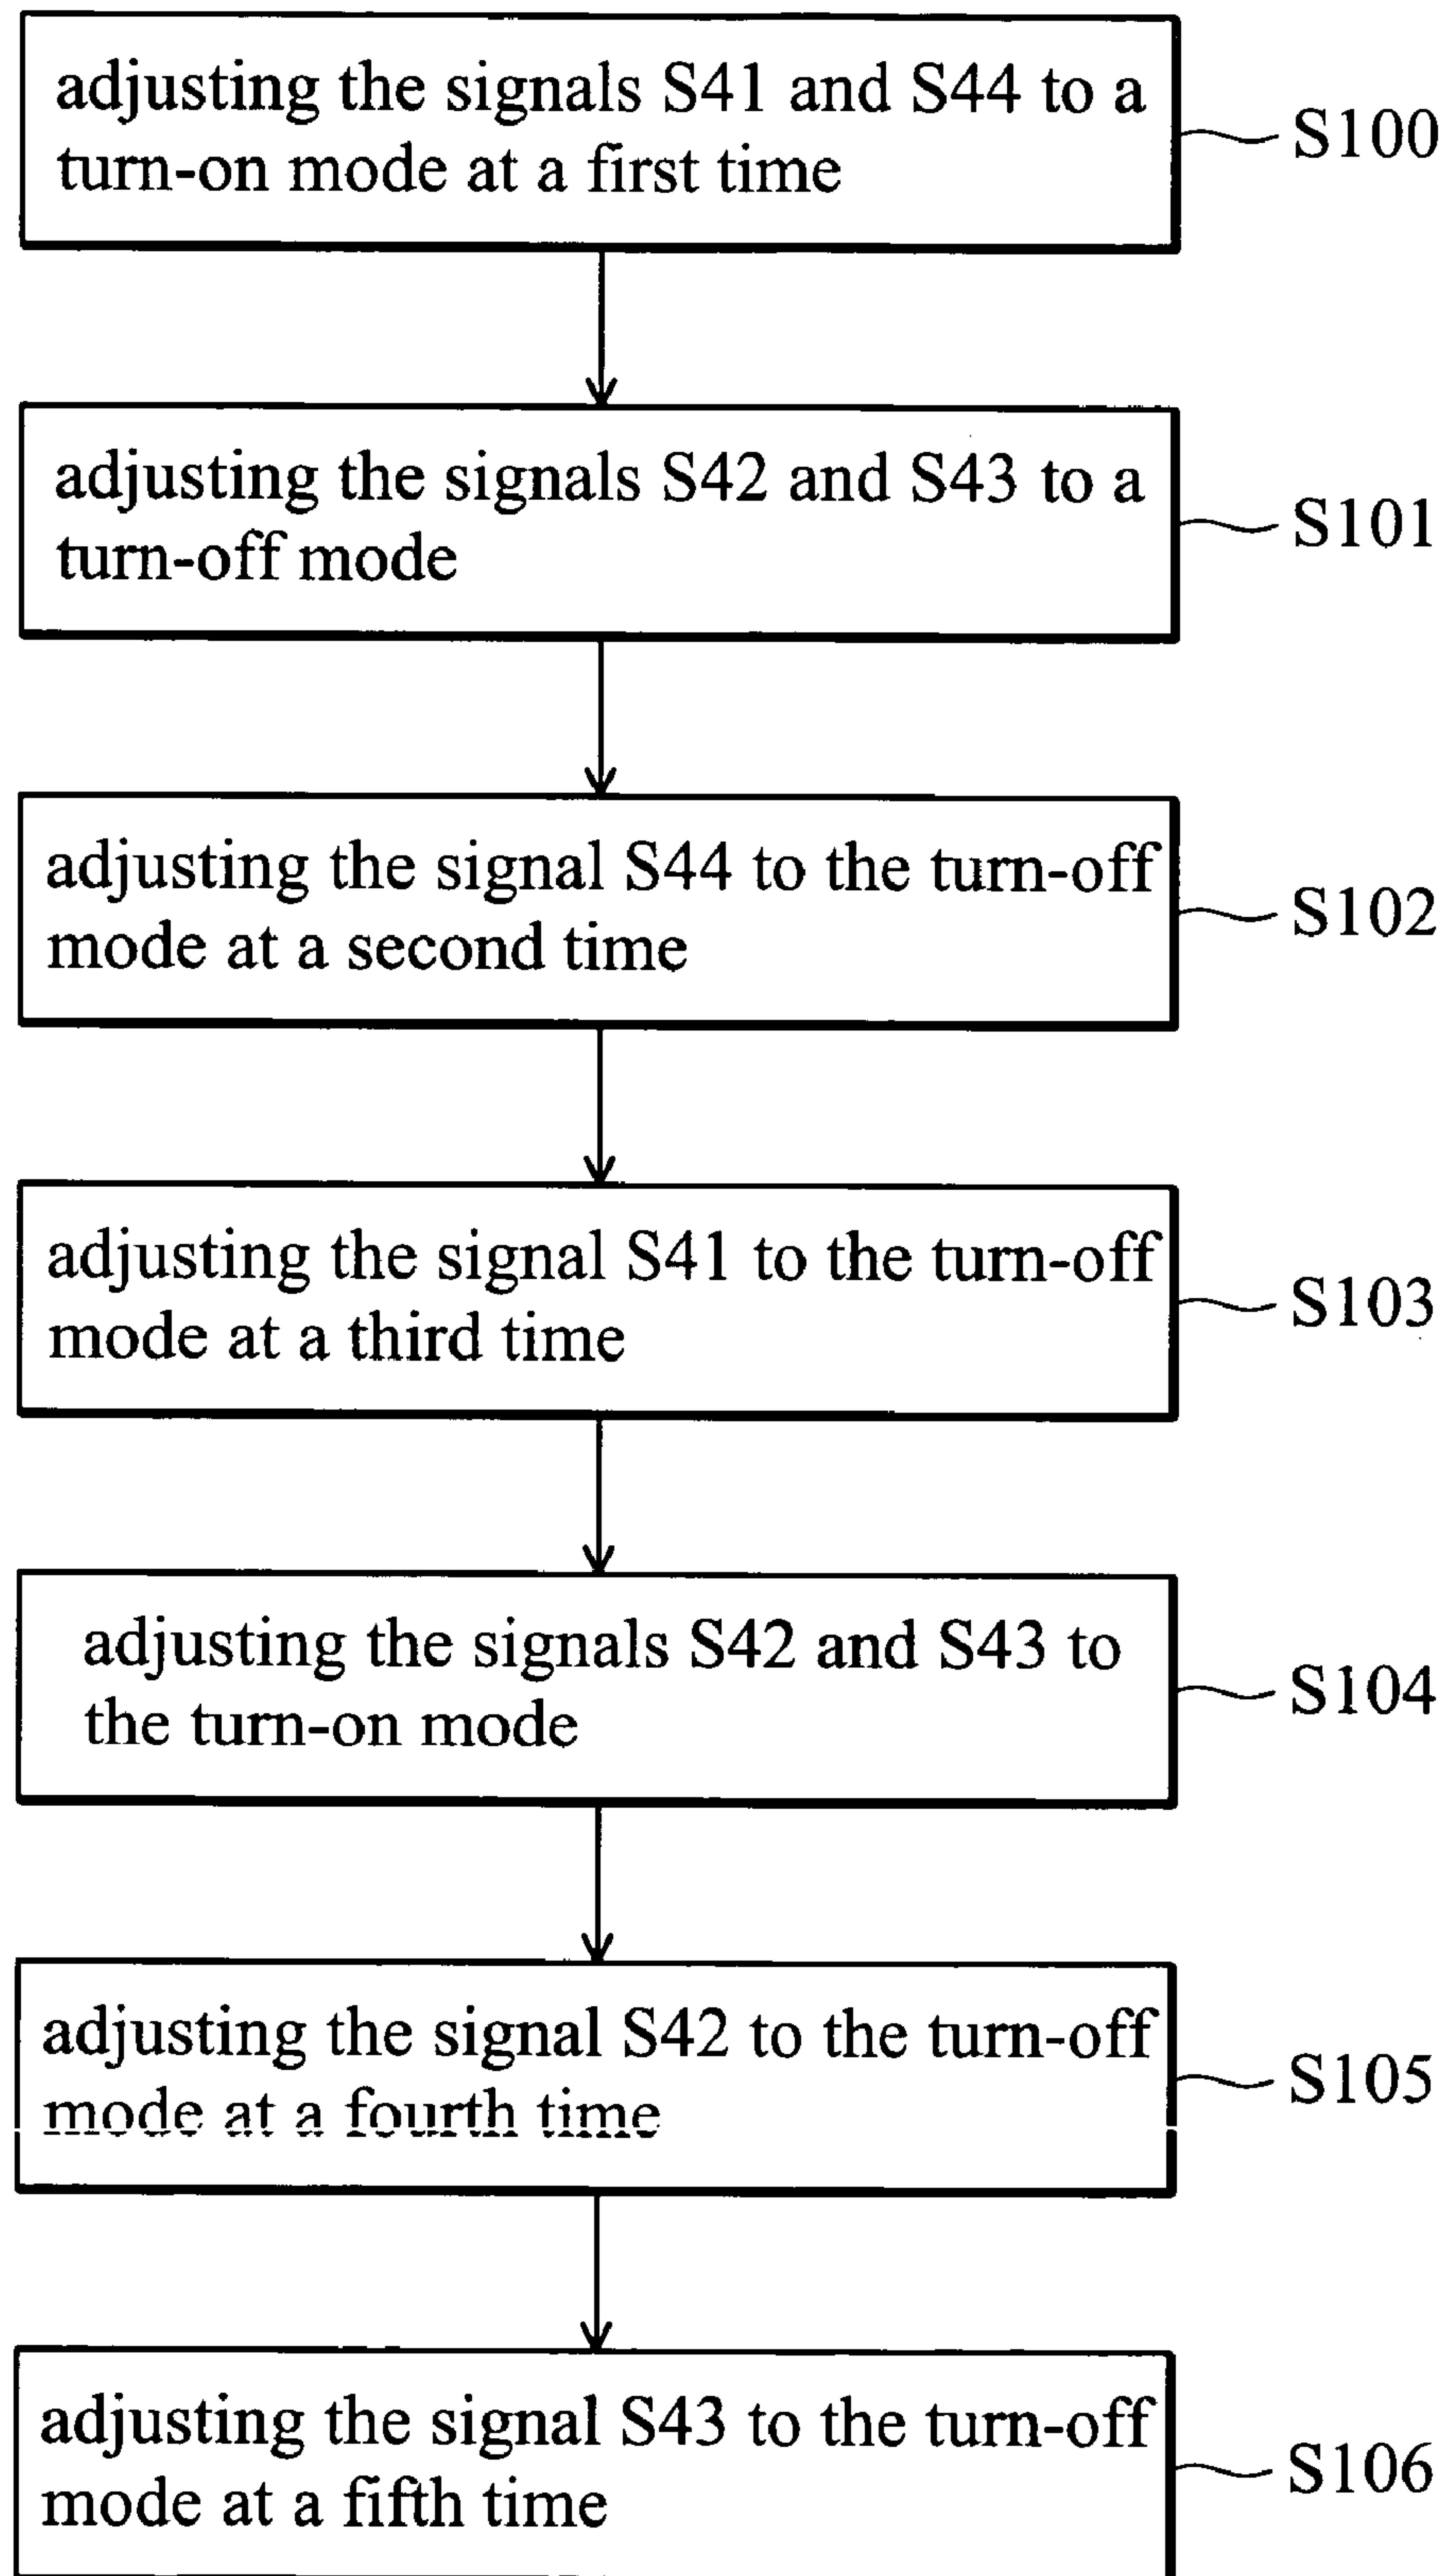 adjusting the signals S41 and S44 to a
turn-on mode at a first time
S100
adjusting the signals S42 and S43 to a
turn-off mode
S101
adjusting the signal S44 to the turn-off
mode at a second time
S102
adjusting the signal S41 to the turn-off
mode at a third time
S103
adjusting the signals S42 and S43 to
the turn-on mode
S104
adjusting the signal S42 to the turn-off
mode at a fourth time
S105
adjusting the signal S43 to the turn-off
mode at a fifth time
S106